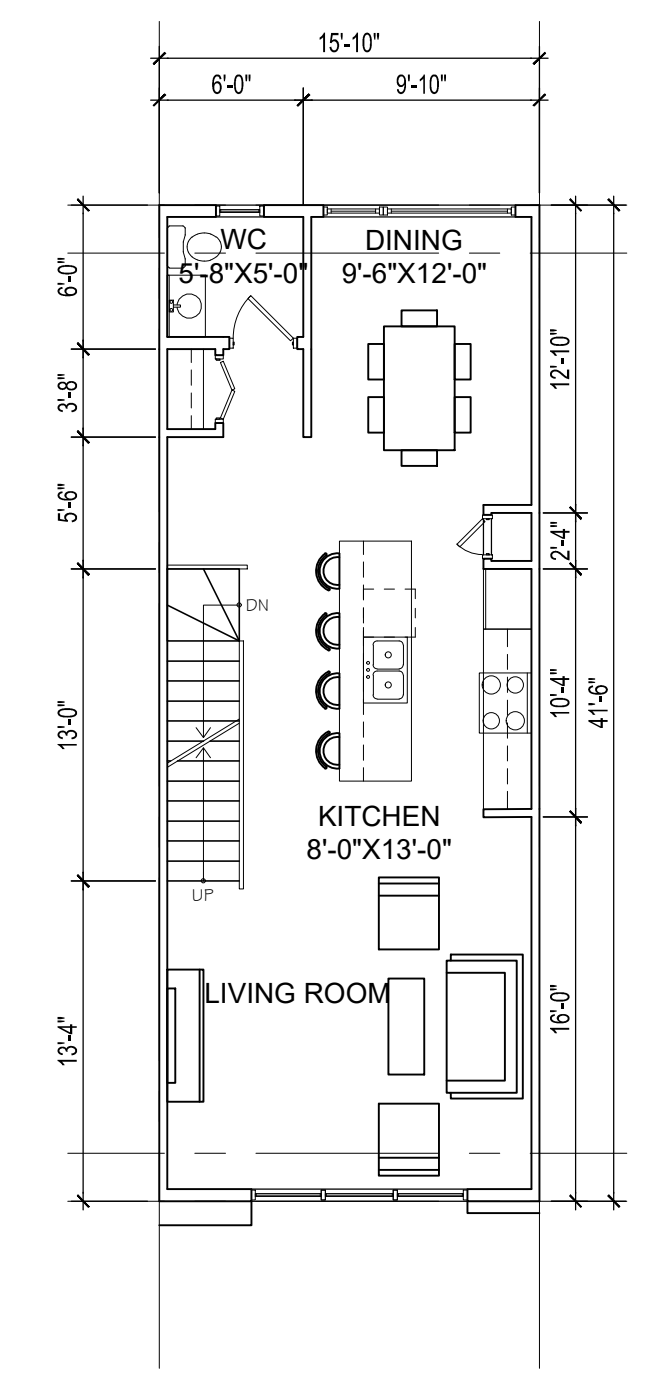 15'-10"
6'-0"
9'-10"
WC
5'-8"X5'-0"
DINING
9'-6"X12'-0"
6'-0"
3'-8"
5'-6"
13'-0"
13'-4"
12'-10"
2'-4"
10'-4"
16'-0"
41'-6"
DN
KITCHEN
8'-0"X13'-0"
UP
LIVING ROOM